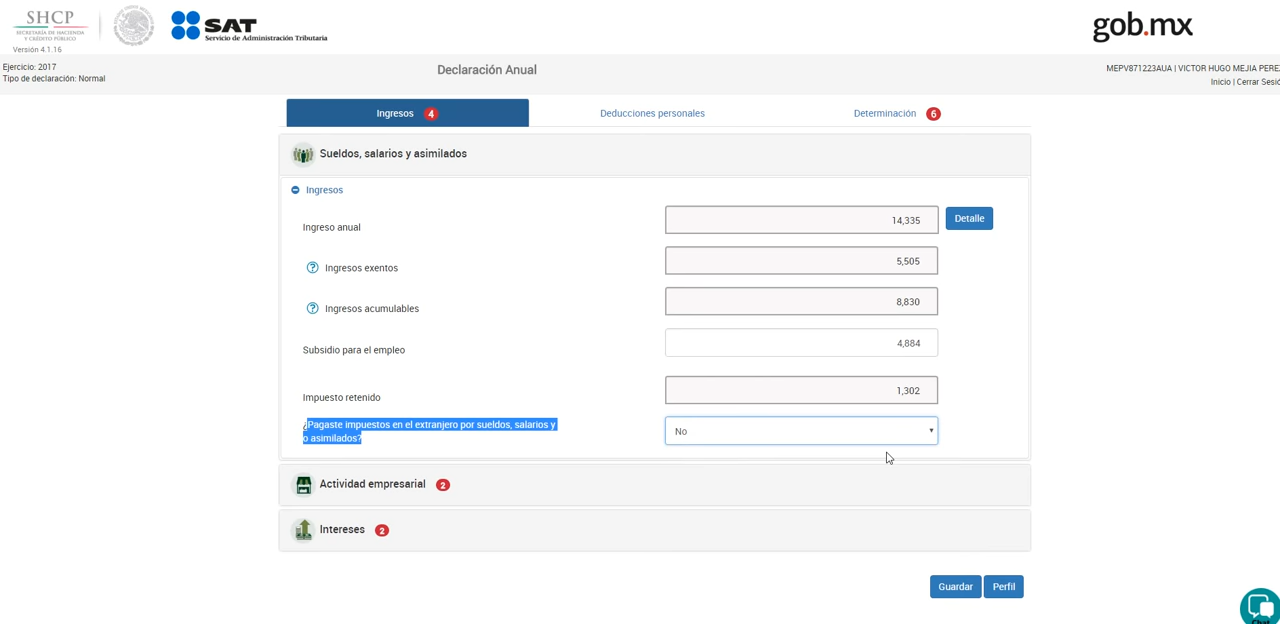 SHCP
SECRETARÍA DE HACIENDA
Y CRÉDITO PÚBLICO
SAT
Servicio de Administración Tributaria
gob.mx
Versión 4.1.16
Ejercicio: 2017
Tipo de declaración: Normal
Declaración Anual
MEPV871223AUA | VICTOR HUGO MEJIA PEREZ
Inicio | Cerrar Sesió
Ingresos 4
Deducciones personales
Determinación 6
Sueldos, salarios y asimilados
Ingresos
Ingreso anual
14,335
Detalle
? Ingresos exentos
5,505
? Ingresos acumulables
8,830
Subsidio para el empleo
4,884
Impuesto retenido
1,302
¿Pagaste impuestos en el extranjero por sueldos, salarios y
o asimilados?
No
Actividad empresarial 2
Intereses 2
Guardar
Perfil
Chat